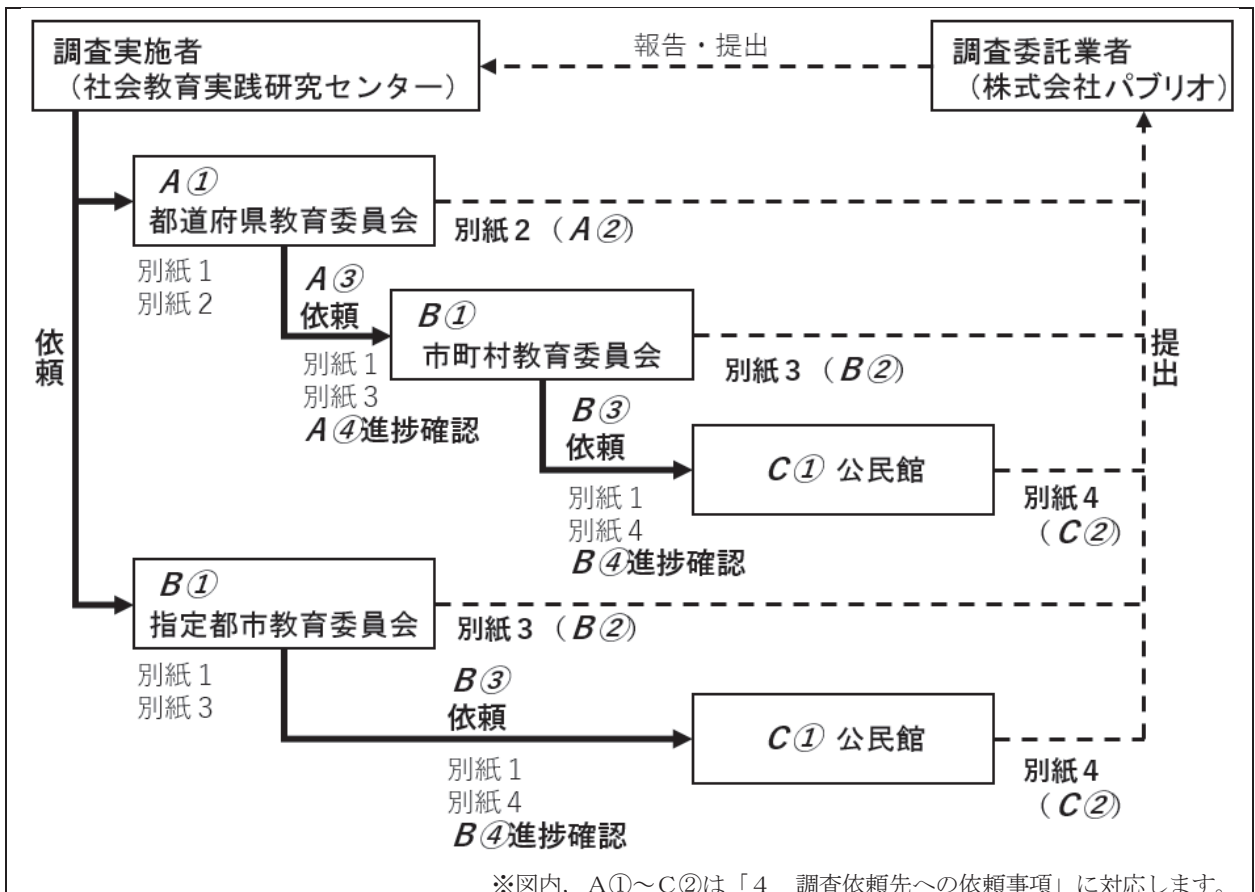 調査実施者
（社会教育実践研究センター）
報告・提出
調査委託業者
（株式会社パブリオ）
A①
都道府県教育委員会
別紙２（A②）
別紙１
別紙２
A③
依頼
B①
市町村教育委員会
別紙３（B②）
別紙１
別紙３
A④進捗確認
依頼
提出
B③
依頼
C① 公民館
別紙４
（C②）
別紙１
別紙４
B④進捗確認
B①
指定都市教育委員会
別紙３（B②）
別紙１
別紙３
B③
依頼
C① 公民館
別紙４
（C②）
別紙１
別紙４
B④進捗確認
※図内，A①～C②は「４　調査依頼先への依頼事項」に対応します。